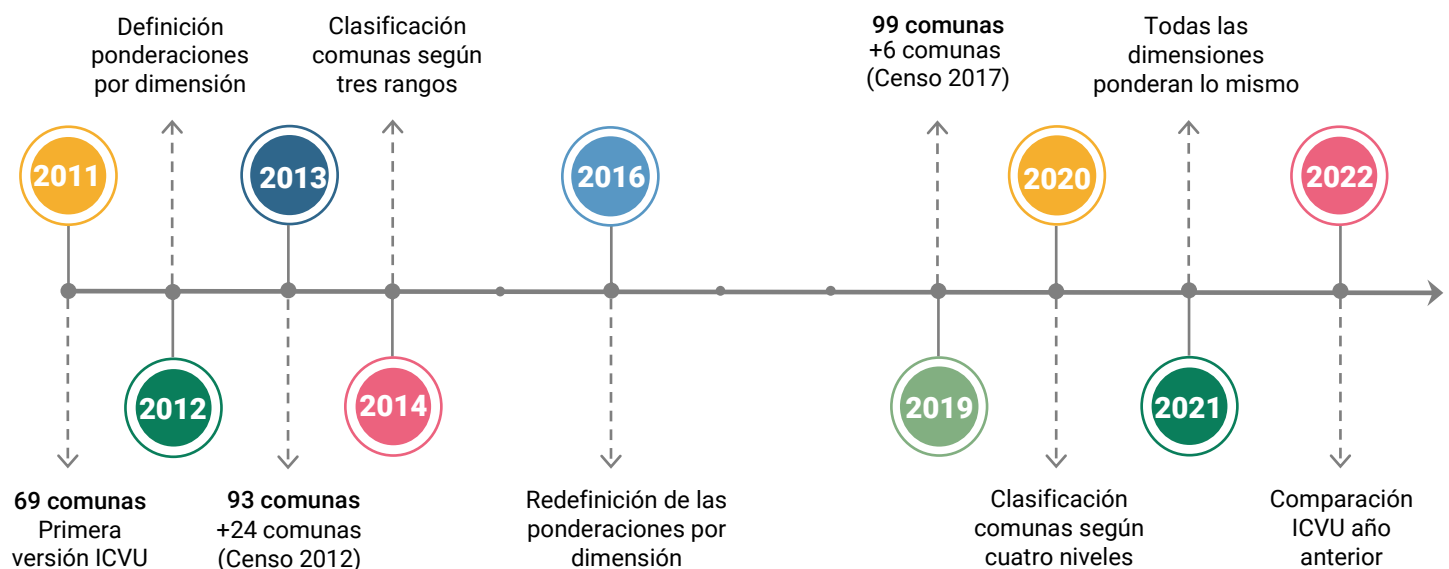 Definición
ponderaciones
por dimensión
Clasificación
comunas según
tres rangos
99 comunas
+6 comunas
(Censo 2017)
Todas las
dimensiones
ponderan lo mismo
2011
2013
2016
2020
2022
2012
2014
2019
2021
69 comunas
Primera
versión ICVU
93 comunas
+24 comunas
(Censo 2012)
Redefinición de las
ponderaciones por
dimensión
Clasificación
comunas según
cuatro niveles
Comparación
ICVU año
anterior